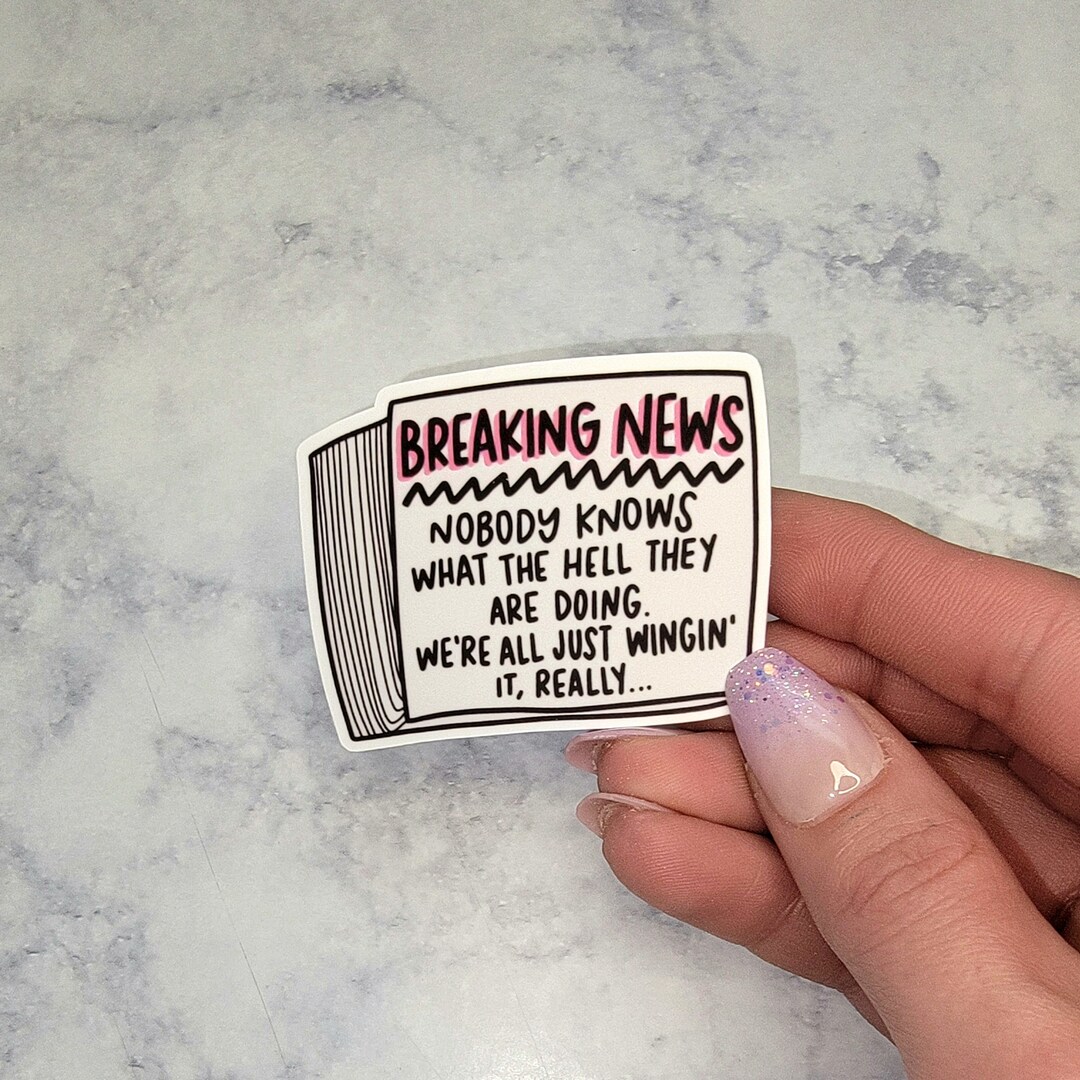 BREAKING NEWS
NOBODY KNOWS
WHAT THE HELL THEY
ARE DOING.
WE'RE ALL JUST WINGIN'
IT, REALLY...